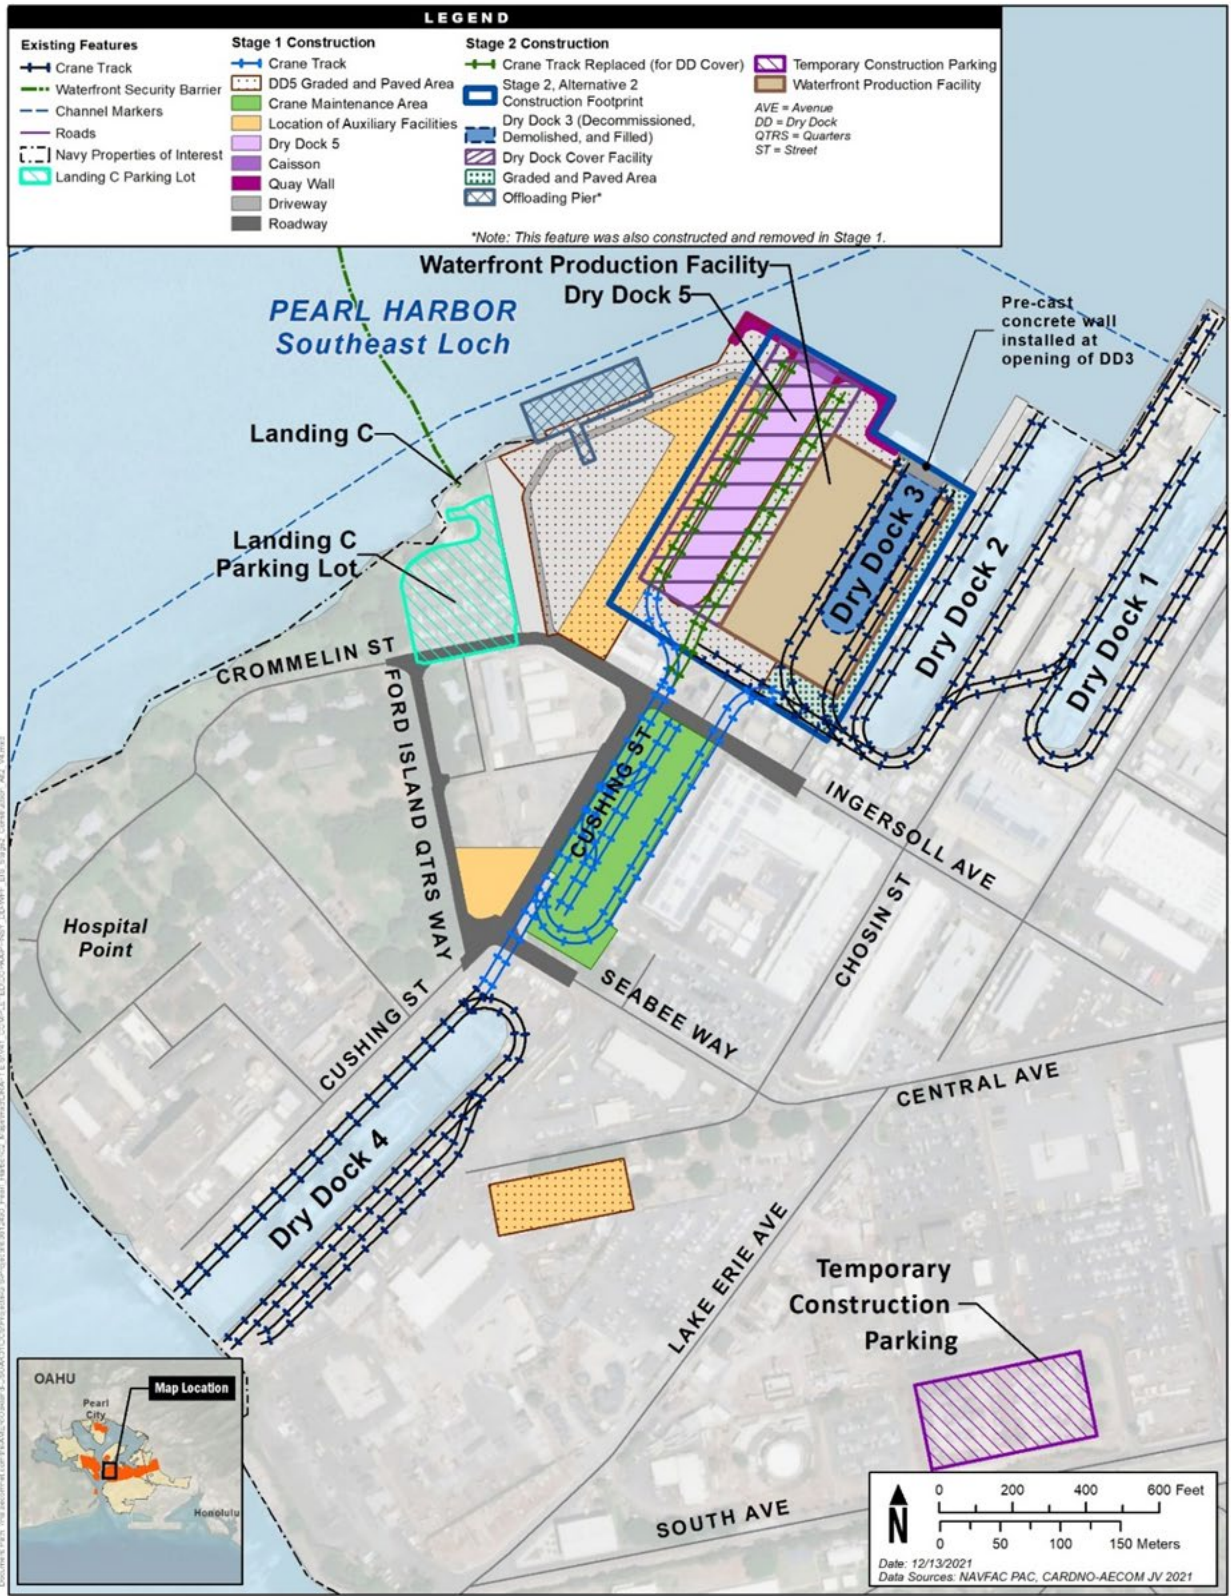 LEGEND
Existing Features
Crane Track
Waterfront Security Barrier
Channel Markers
Roads
Navy Properties of Interest
Landing C Parking Lot
Stage 1 Construction
Crane Track
DD5 Graded and Paved Area
Crane Maintenance Area
Location of Auxiliary Facilities
Dry Dock 5
Caisson
Quay Wall
Driveway
Roadway
Stage 2 Construction
Crane Track Replaced (for DD Cover)
Stage 2, Alternative 2
Construction Footprint
Dry Dock 3 (Decommissioned,
Demolished, and Filled)
Dry Dock Cover Facility
Graded and Paved Area
Offloading Pier*
Temporary Construction Parking
Waterfront Production Facility
AVE = Avenue
DD = Dry Dock
QTRS = Quarters
ST = Street
*Note: This feature was also constructed and removed in Stage 1.
Waterfront Production Facility
Dry Dock 5
PEARL HARBOR
Southeast Loch
Pre-cast
concrete wall
installed at
opening of DD3
Landing C
Landing C
Parking Lot
Dry Dock 3
Dry Dock 2
Dry Dock 1
CROMMELIN ST
FORD ISLAND QTRS WAY
CUSHING ST
INGERSOLL AVE
CHOSIN ST
Hospital
Point
SEABEE WAY
CUSHING ST
CENTRAL AVE
Dry Dock 4
LAKE ERIE AVE
Temporary
Construction
Parking
SOUTH AVE
OAHU
Map Location
Pearl
City
Honolulu
N
0 200 400 600 Feet
0 50 100 150 Meters
Date: 12/13/2021
Data Sources: NAVFAC PAC, CARDNO-AECOM JV 2021